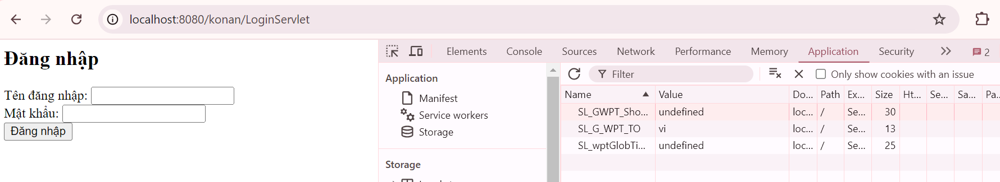 localhost:8080/konan/LoginServlet
Đăng nhập
Tên đăng nhập:
Mật khẩu:
Đăng nhập
Elements Console Sources Network Performance Memory Application Security 2
Application
Manifest
Service workers
Storage
Storage
Filter Only show cookies with an issue
Name Value Do... Path Ex... Size Ht... Se... Sa... Pa...
SL_GWPT_Sho... undefined loc... / Se... 30
SL_G_WPT_TO vi loc... / Se... 13
SL_wptGlobTi... undefined loc... / Se... 25